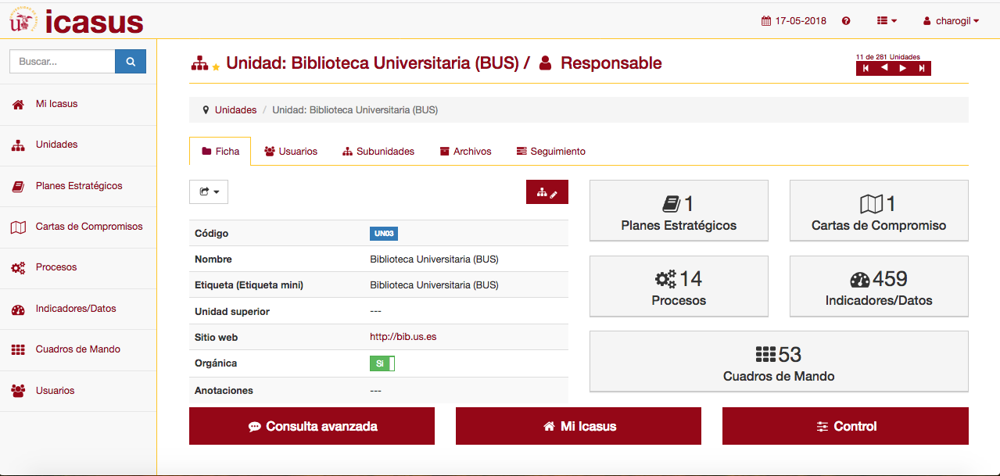 icasus
17-05-2018
charogil
Buscar...
Mi Icasus
Unidades
Planes Estratégicos
Cartas de Compromisos
Procesos
Indicadores/Datos
Cuadros de Mando
Usuarios
Unidad: Biblioteca Universitaria (BUS) / Responsable
11 de 281 Unidades
Unidades / Unidad: Biblioteca Universitaria (BUS)
Ficha Usuarios Subunidades Archivos Seguimiento
Código UN03
Nombre Biblioteca Universitaria (BUS)
Etiqueta (Etiqueta mini) Biblioteca Universitaria (BUS)
Unidad superior ---
Sitio web http://bib.us.es
Orgánica Si
Anotaciones ---
1
Planes Estratégicos
1
Cartas de Compromiso
14
Procesos
459
Indicadores/Datos
53
Cuadros de Mando
Consulta avanzada
Mi Icasus
Control